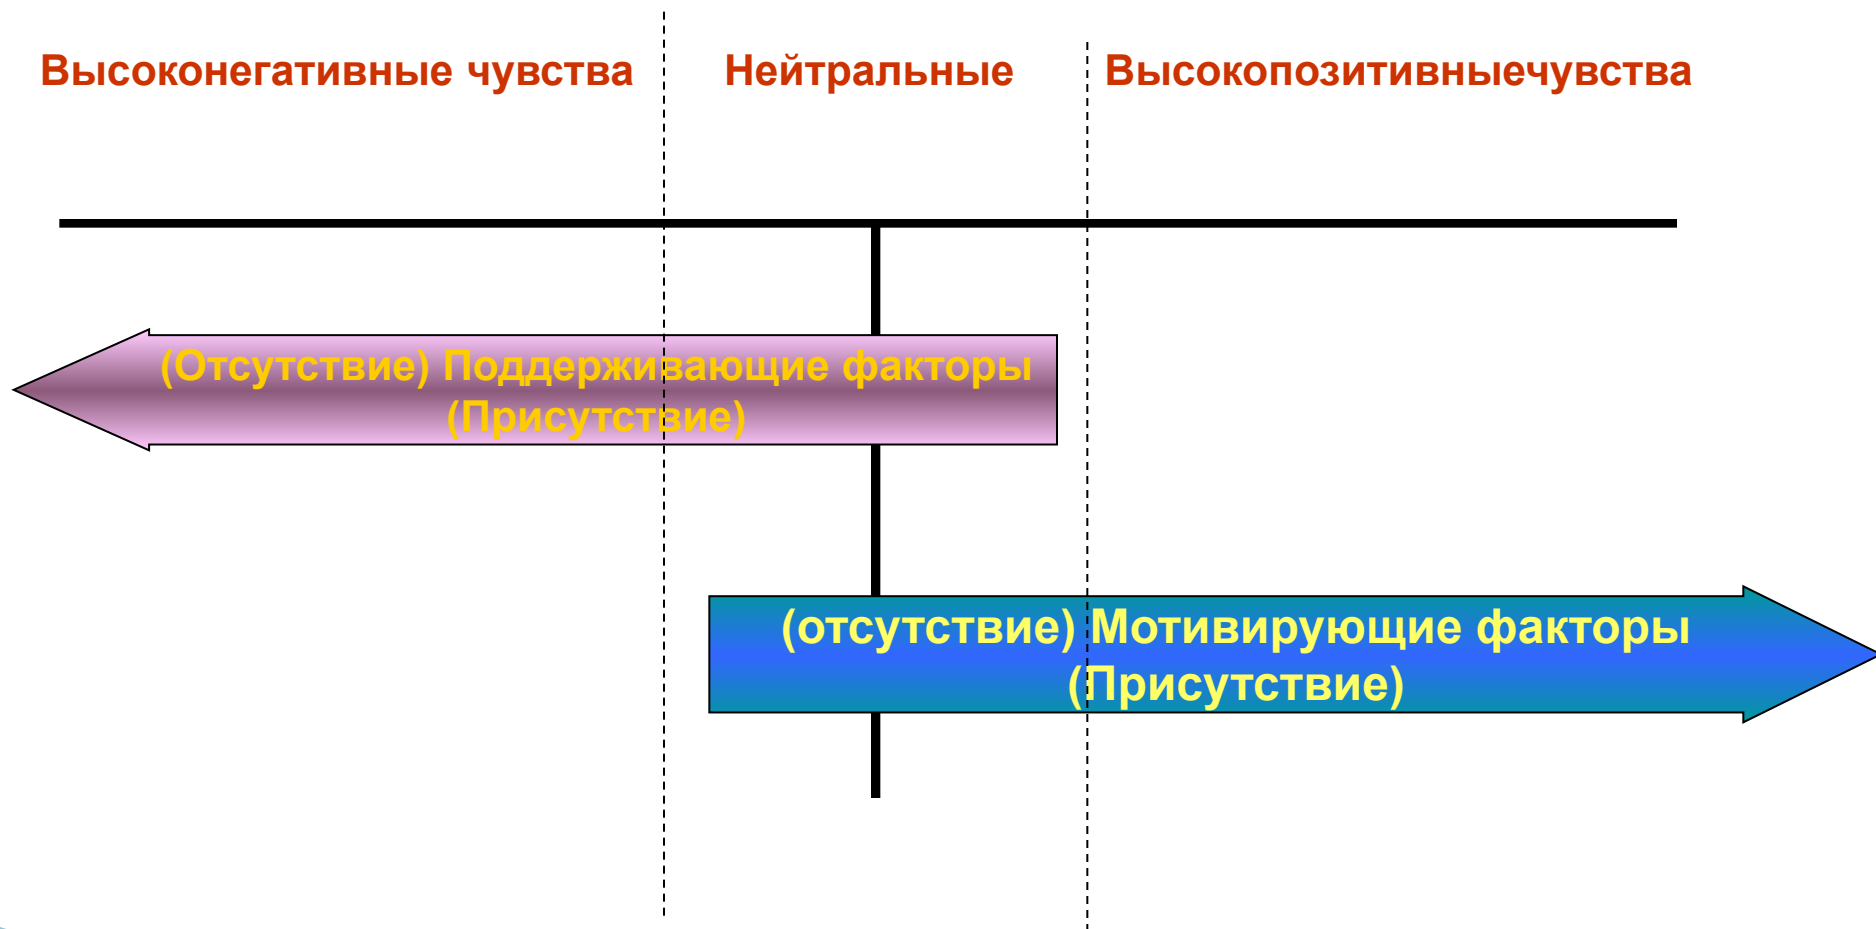 Высоконегативные чувства
Нейтральные
Высокопозитивныечувства
(Отсутствие) Поддерживающие факторы
(Присутствие)
(отсутствие) Мотивирующие факторы
(Присутствие)